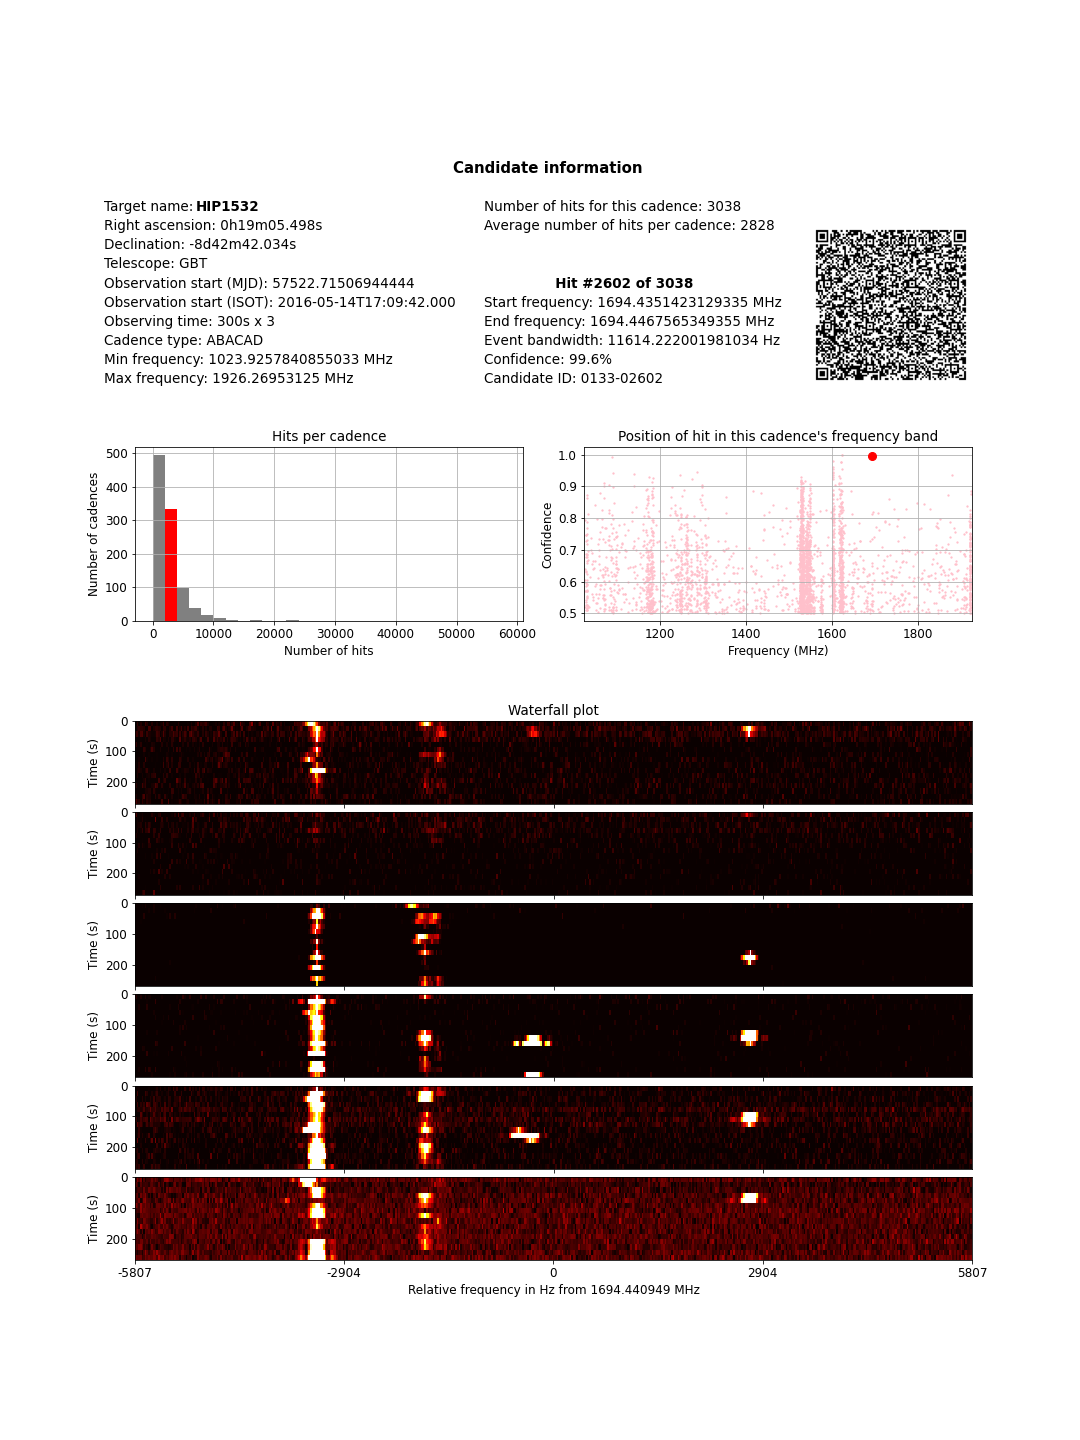 Candidate information
Target name: HIP1532
Right ascension: 0h19m05.498s
Declination: -8d42m42.034s
Telescope: GBT
Observation start (MJD): 57522.71506944444
Observation start (ISOT): 2016-05-14T17:09:42.000
Observing time: 300s x 3
Cadence type: ABACAD
Min frequency: 1023.9257840855033 MHz
Max frequency: 1926.26953125 MHz
Number of hits for this cadence: 3038
Average number of hits per cadence: 2828
Hit #2602 of 3038
Start frequency: 1694.4351423129335 MHz
End frequency: 1694.4467565349355 MHz
Event bandwidth: 11614.222001981034 Hz
Confidence: 99.6%
Candidate ID: 0133-02602
Hits per cadence
Number of cadences
500
400
300
200
100
0
0 10000 20000 30000 40000 50000 60000
Number of hits
Position of hit in this cadence's frequency band
Confidence
1.0
0.9
0.8
0.7
0.6
0.5
1200 1400 1600 1800
Frequency (MHz)
Waterfall plot
Time (s)
0
100
200
Time (s)
0
100
200
Time (s)
0
100
200
Time (s)
0
100
200
Time (s)
0
100
200
Time (s)
0
100
200
-5807 -2904 0 2904 5807
Relative frequency in Hz from 1694.440949 MHz